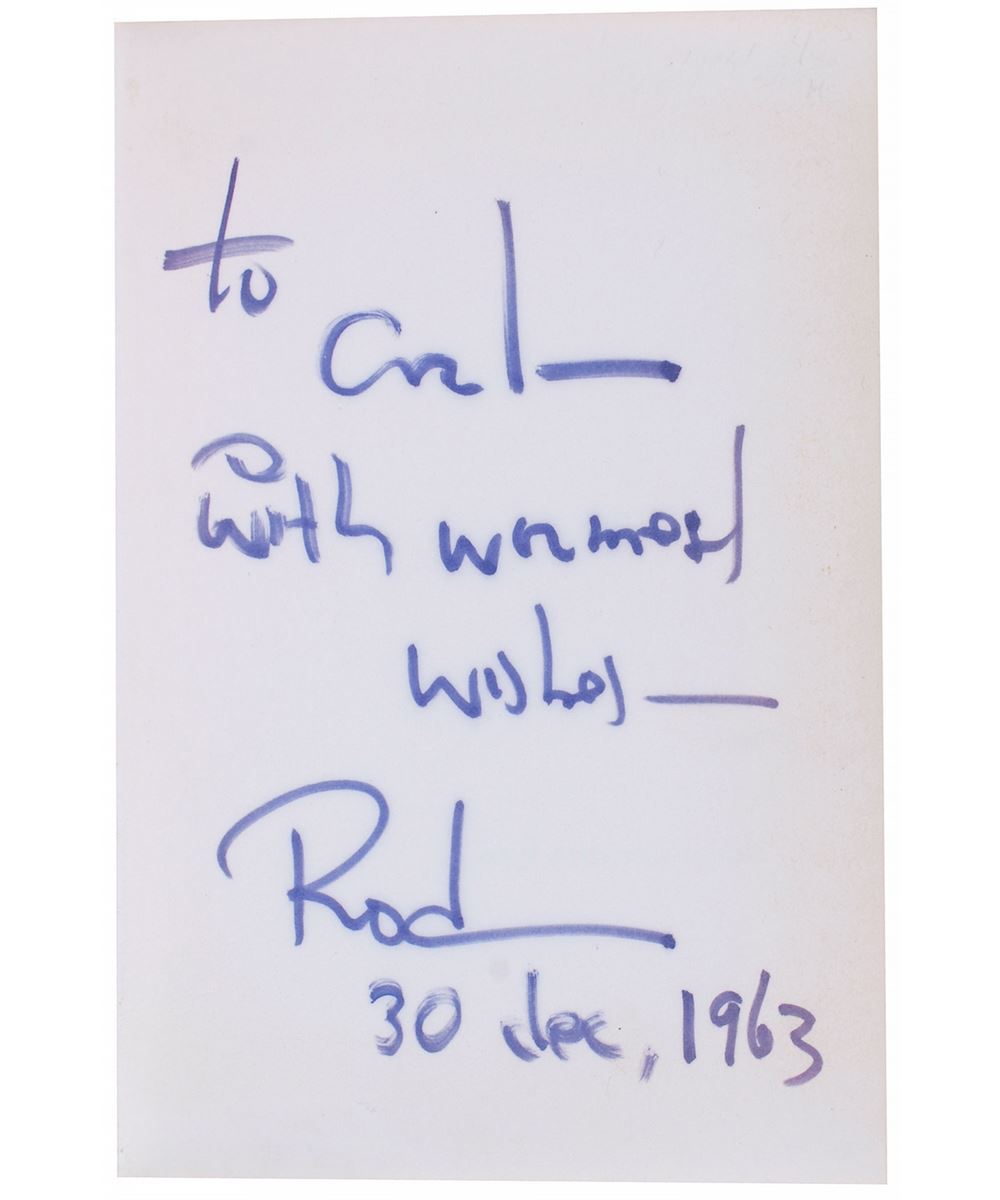 to
Carl—
with warmest
wishes—
Rod
30 dec, 1963